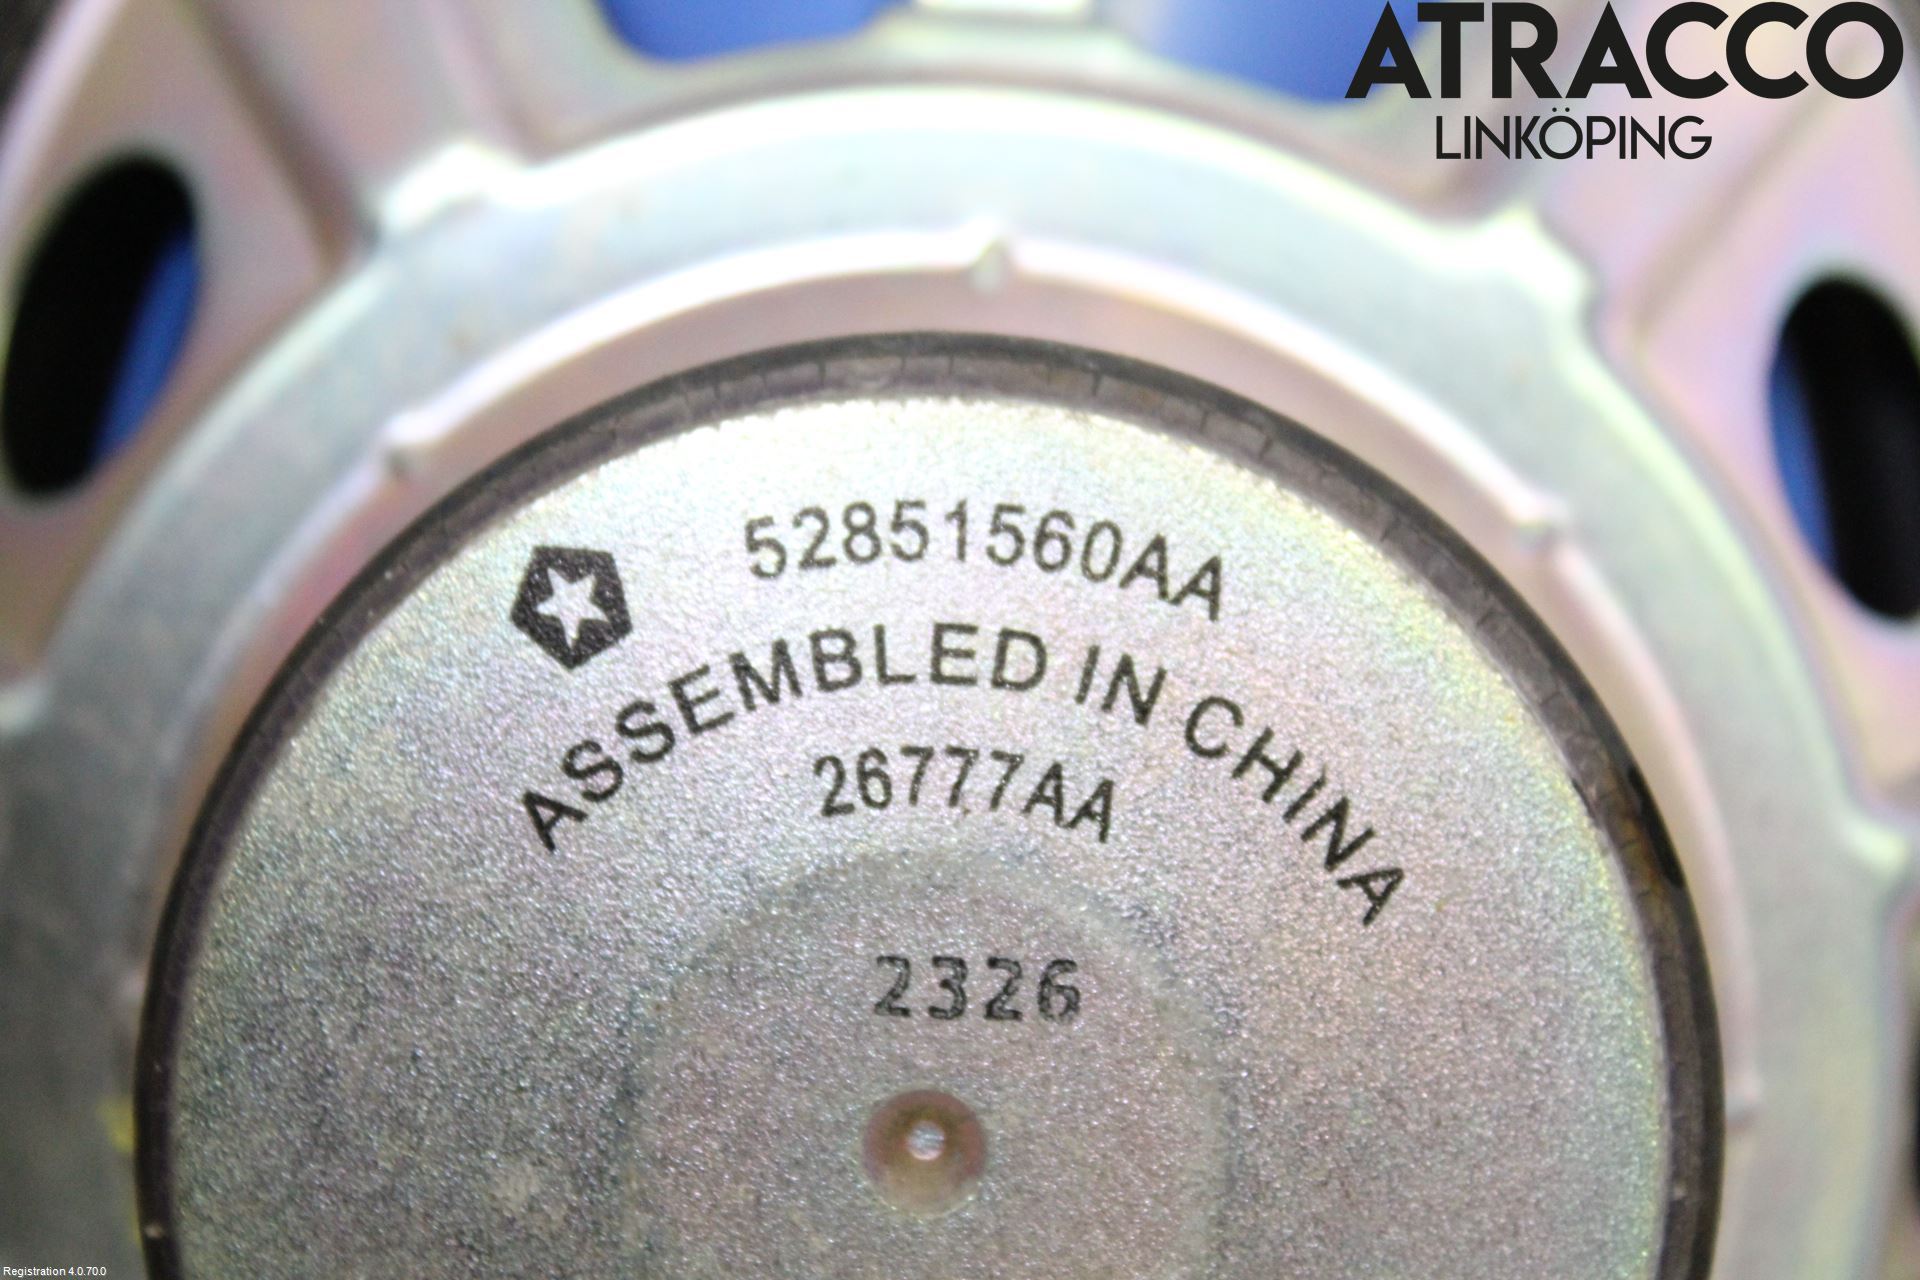 ATRACCO
LINKÖPING
52851560AA
ASSEMBLED IN CHINA
26777AA
2326
Registration 4.0.70.0